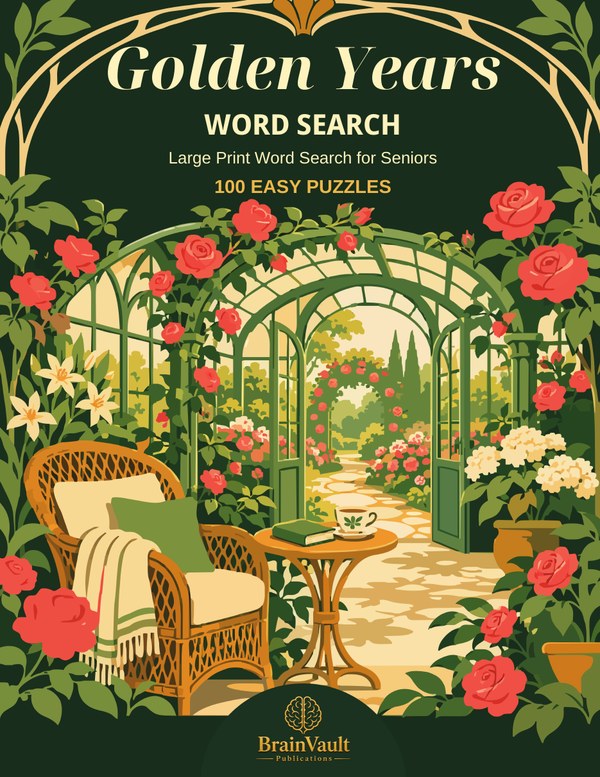 Golden Years
WORD SEARCH
Large Print Word Search for Seniors
100 EASY PUZZLES
BrainVault
Publications